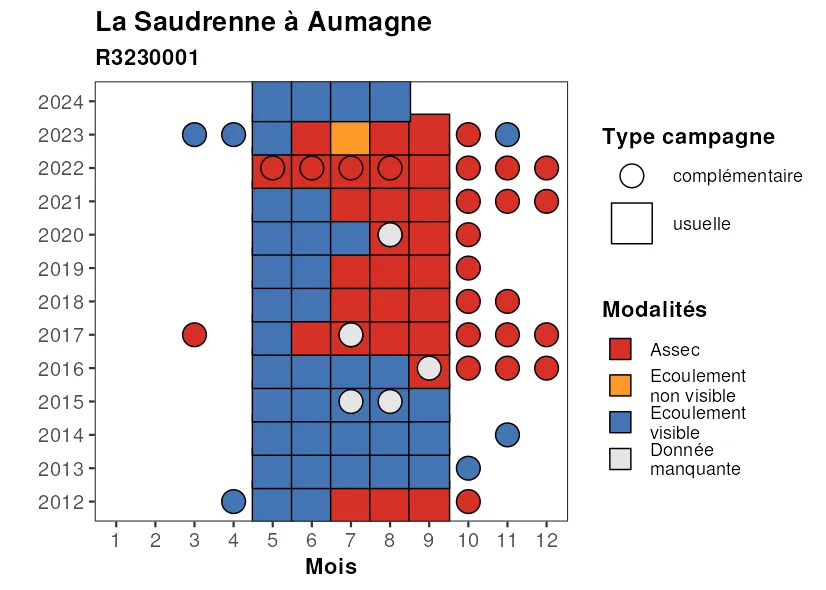 La Saudrenne à Aumagne
R3230001
2024
2023
2022
2021
2020
2019
2018
2017
2016
2015
2014
2013
2012
1 2 3 4 5 6 7 8 9 10 11 12
Mois
Type campagne
complémentaire
usuelle
Modalités
Assec
Ecoulement
non visible
Ecoulement
visible
Donnée
manquante